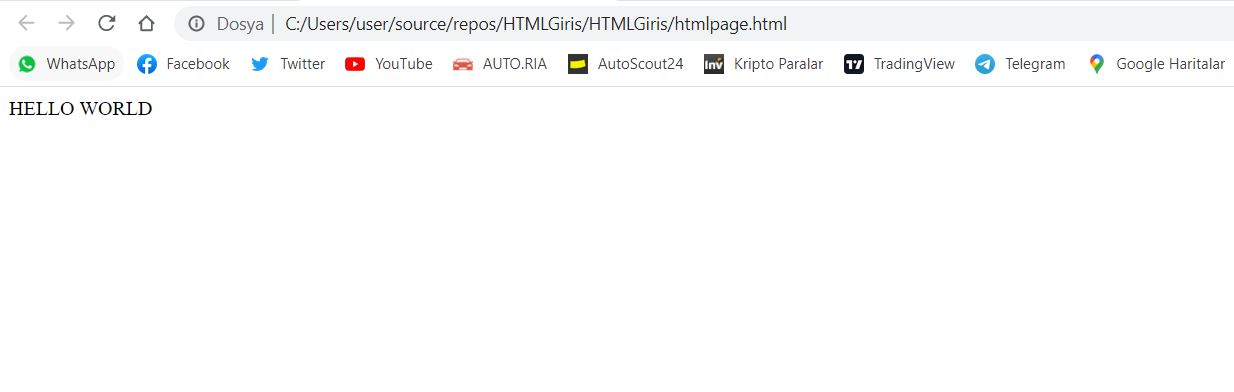 Dosya | C:/Users/user/source/repos/HTMLGiris/HTMLGiris/htmlpage.html
WhatsApp Facebook Twitter YouTube AUTO.RIA AutoScout24 Inv Kripto Paralar TradingView Telegram Google Haritalar
HELLO WORLD